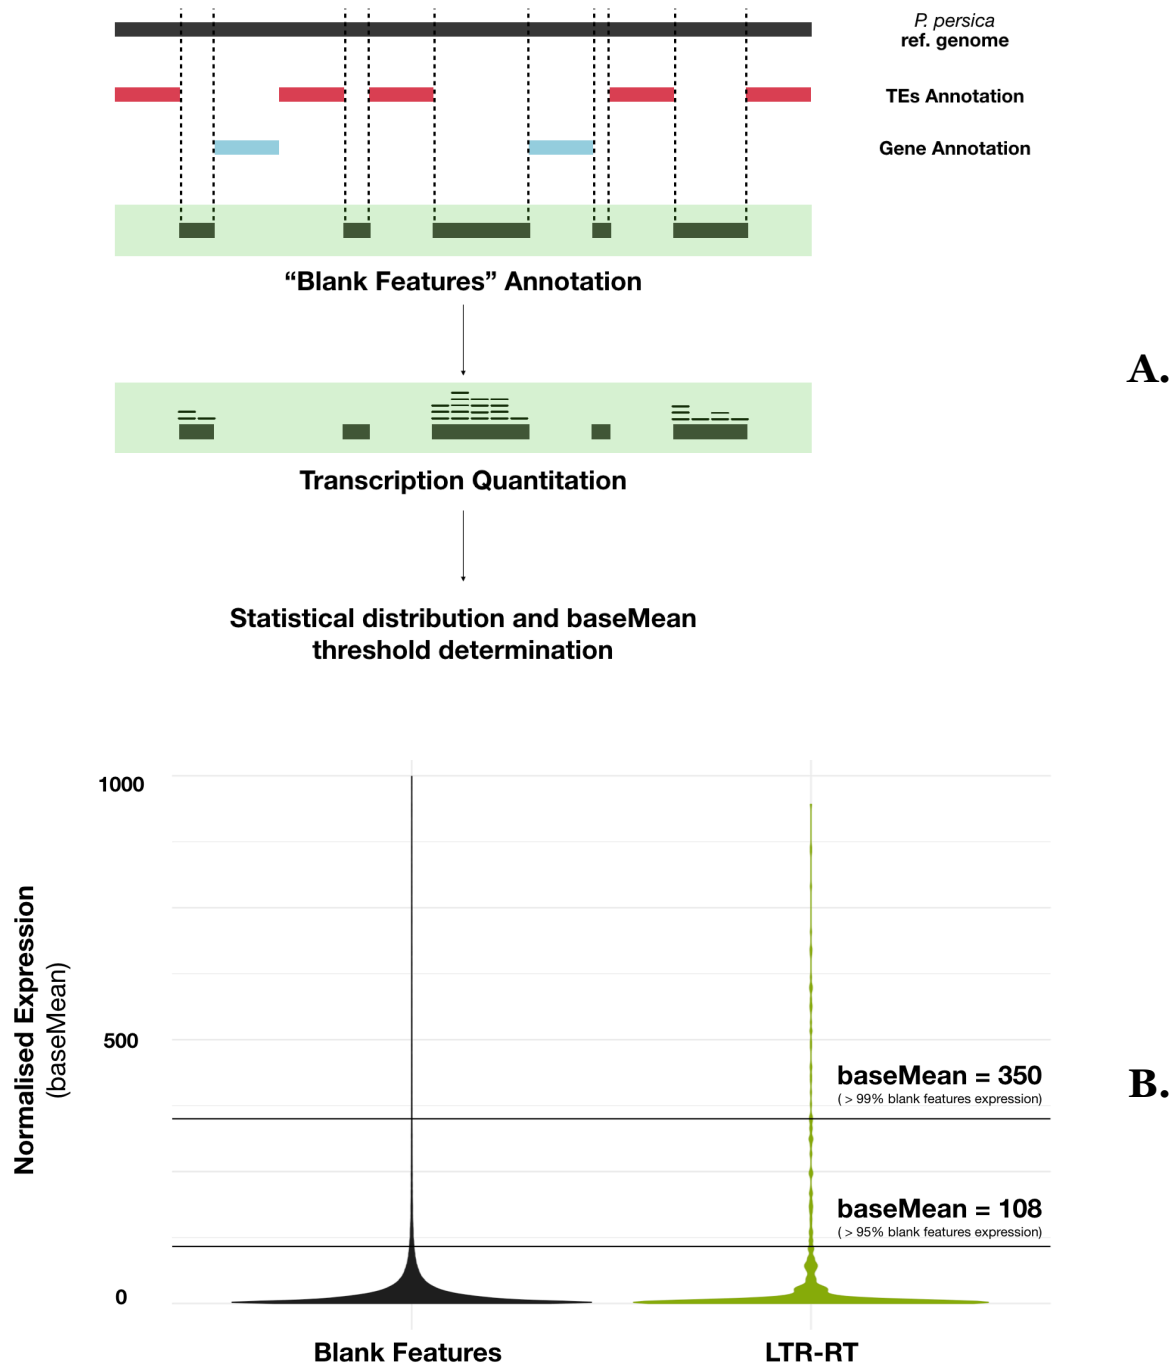 P. persica
ref. genome
TEs Annotation
Gene Annotation
“Blank Features” Annotation
A.
Transcription Quantitation
Statistical distribution and baseMean
threshold determination
1000
500
0
Normalised Expression
(baseMean)
baseMean = 350
( > 99% blank features expression)
B.
baseMean = 108
( > 95% blank features expression)
Blank Features
LTR-RT